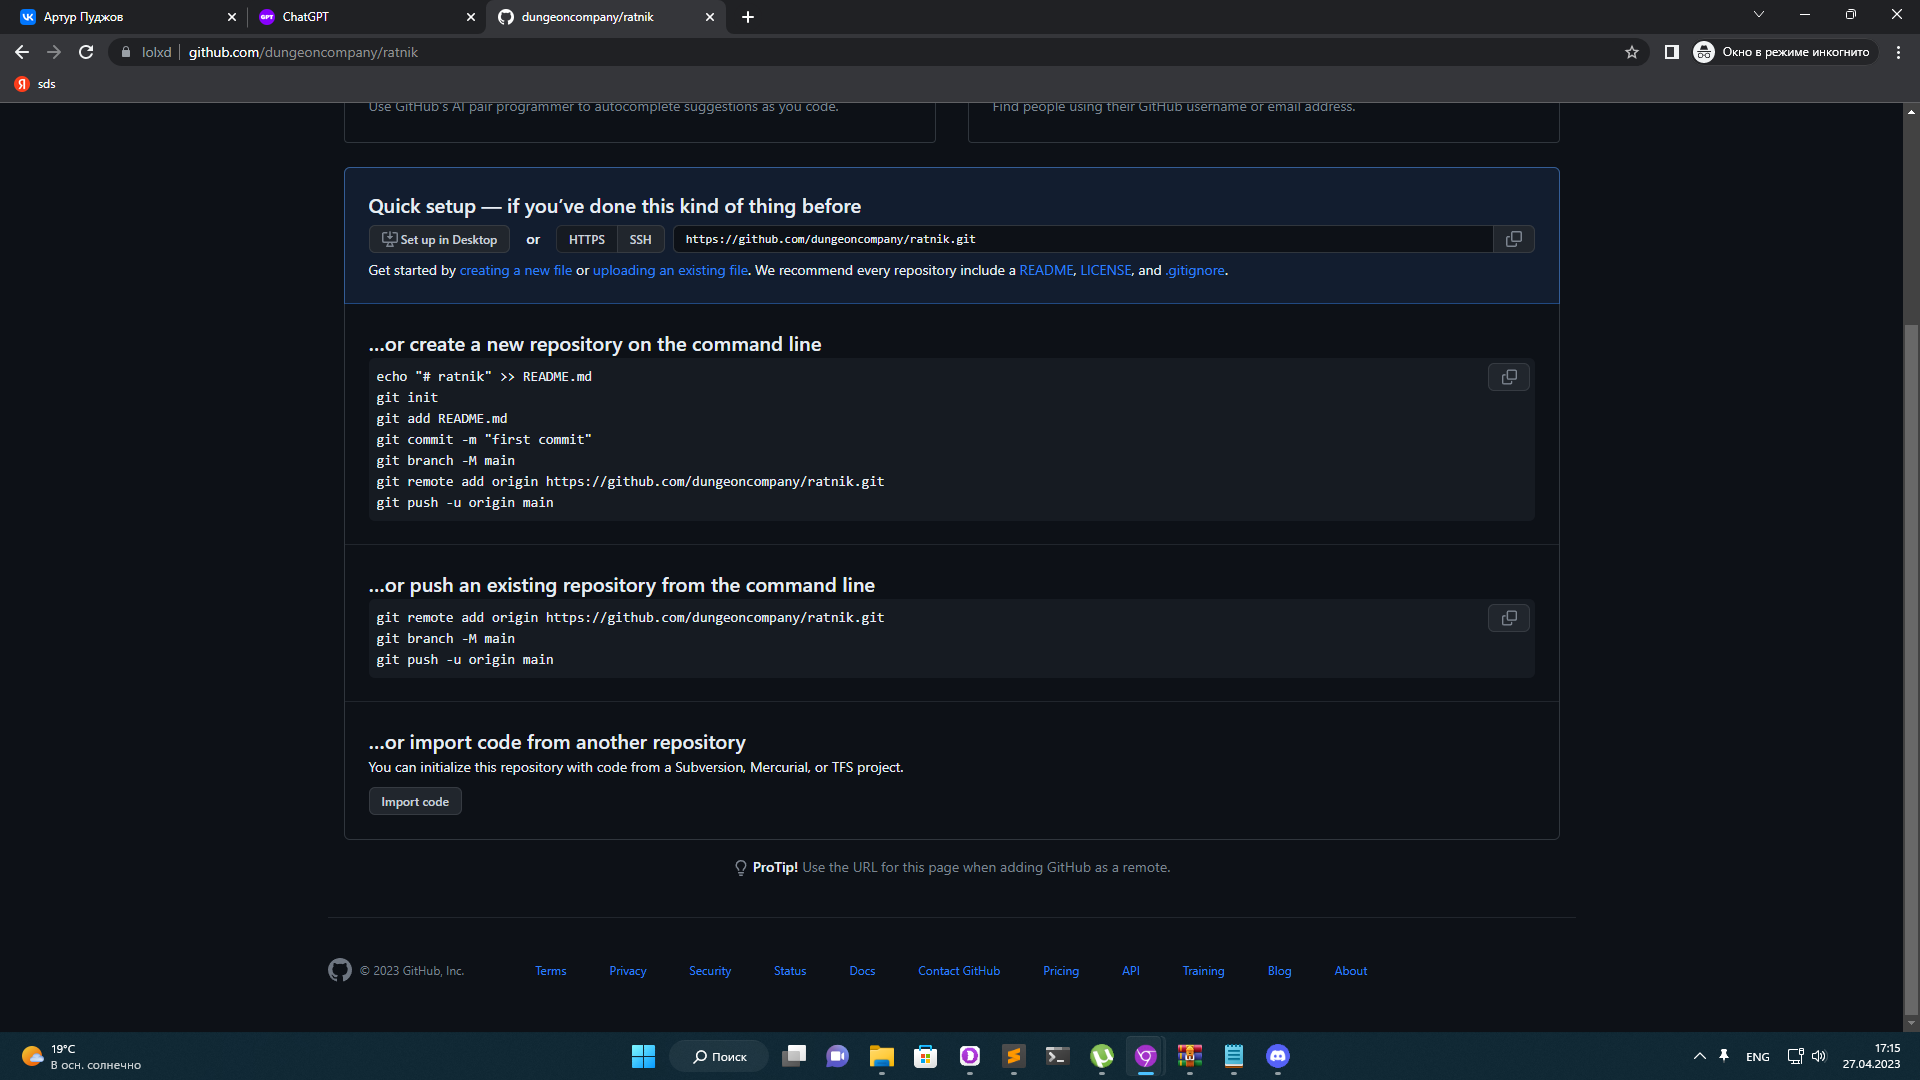 Артур Пуджов
ChatGPT
dungeoncompany/ratnik
lolxd
github.com/dungeoncompany/ratnik
Окно в режиме инкогнито
sds
Use GitHub's AI pair programmer to autocomplete suggestions as you code.
Find people using their GitHub username or email address.
Quick setup — if you've done this kind of thing before
Set up in Desktop
or
HTTPS
SSH
https://github.com/dungeoncompany/ratnik.git
Get started by creating a new file or uploading an existing file. We recommend every repository include a README, LICENSE, and .gitignore.
…or create a new repository on the command line
echo "# ratnik" >> README.md
git init
git add README.md
git commit -m "first commit"
git branch -M main
git remote add origin https://github.com/dungeoncompany/ratnik.git
git push -u origin main
…or push an existing repository from the command line
git remote add origin https://github.com/dungeoncompany/ratnik.git
git branch -M main
git push -u origin main
…or import code from another repository
You can initialize this repository with code from a Subversion, Mercurial, or TFS project.
Import code
ProTip! Use the URL for this page when adding GitHub as a remote.
© 2023 GitHub, Inc.
Terms
Privacy
Security
Status
Docs
Contact GitHub
Pricing
API
Training
Blog
About
19°C
В осн. солнечно
Поиск
ENG
17:15
27.04.2023